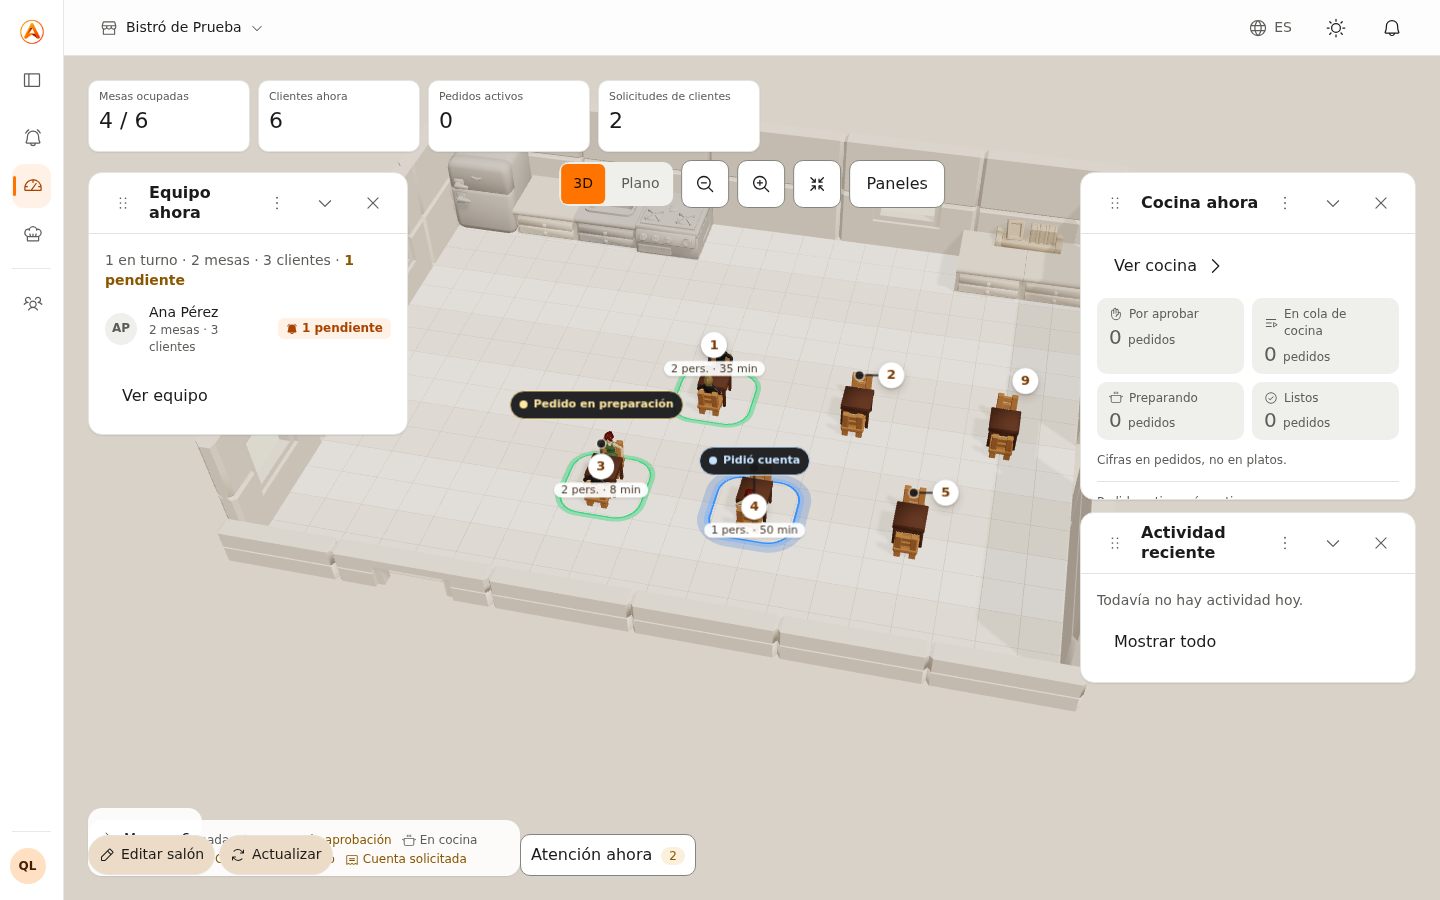 Bistró de Prueba
ES
Mesas ocupadas
4 / 6
Clientes ahora
6
Pedidos activos
0
Solicitudes de clientes
2
3D
Plano
Paneles
Equipo
ahora
1 en turno · 2 mesas · 3 clientes · 1
pendiente
AP
Ana Pérez
2 mesas · 3
clientes
1 pendiente
Ver equipo
Cocina ahora
Ver cocina
Por aprobar
0 pedidos
En cola de
cocina
0 pedidos
Preparando
0 pedidos
Listos
0 pedidos
Cifras en pedidos, no en platos.
Actividad
reciente
Todavía no hay actividad hoy.
Mostrar todo
1
2 pers. · 35 min
2
9
Pedido en preparación
3
2 pers. · 8 min
Pidió cuenta
4
1 pers. · 50 min
5
aprobación
En cocina
Cuenta solicitada
Editar salón
Actualizar
Atención ahora 2
QL